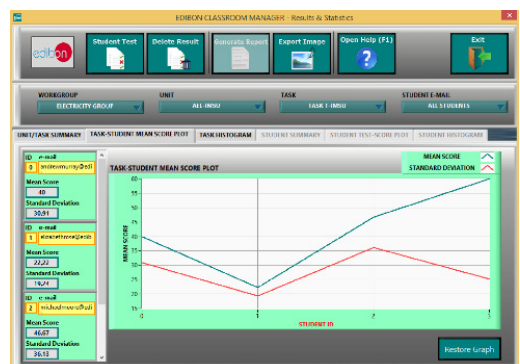 EDIBON CLASSROOM MANAGER - Results & Statistics
edibon
Student Test
Delete Result
Generate Report
Export Image
Open Help (F1)
Exit
WORKGROUP
UNIT
TASK
STUDENT E-MAIL
ELECTRICITY GROUP
ALL-INSU
TASK 1-INSU
ALL STUDENTS
UNIT/TASK SUMMARY
TASK-STUDENT MEAN SCORE PLOT
TASK HISTOGRAM
STUDENT SUMMARY
STUDENT TEST-SCORE PLOT
STUDENT HISTOGRAM
ID e-mail
0 andrewmurray@edi
Mean Score
40
Standard Deviation
30,91
ID e-mail
1
Mean Score
22,22
Standard Deviation
19,24
ID e-mail
2
Mean Score
46,67
Standard Deviation
36,13
TASK-STUDENT MEAN SCORE PLOT
MEAN SCORE
STANDARD DEVIATION
MEAN SCORE
60
55
50
45
40
35
30
25
20
15
0
1
2
3
STUDENT ID
Restore Graph